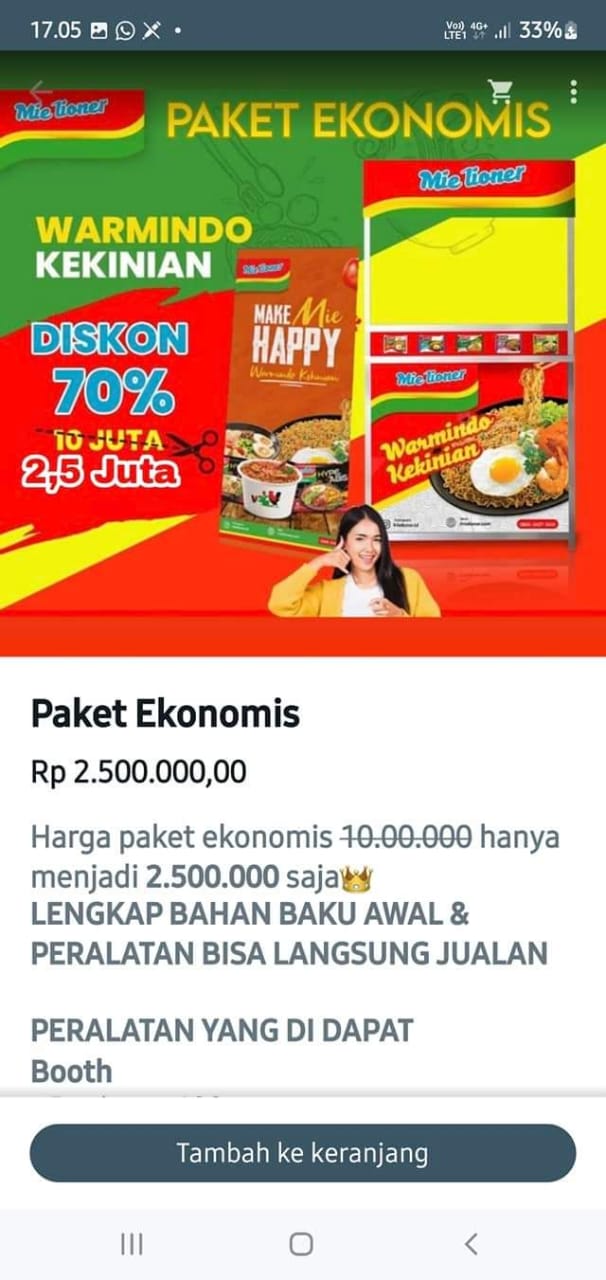 17.05
Vo)) 4G+
LTE1
33%
Mie Tioner
PAKET EKONOMIS
Mie Tioner
WARMINDO
KEKINIAN
Mie Tioner
MAKE Mie
HAPPY
Warmindo Kekinian
DISKON
70%
10 JUTA
2,5 Juta
Mie Tioner
Warmindo
Kekinian
Paket Ekonomis
Rp 2.500.000,00
Harga paket ekonomis 10.00.000 hanya
menjadi 2.500.000 saja👑
LENGKAP BAHAN BAKU AWAL &
PERALATAN BISA LANGSUNG JUALAN
PERALATAN YANG DI DAPAT
Booth
Tambah ke keranjang